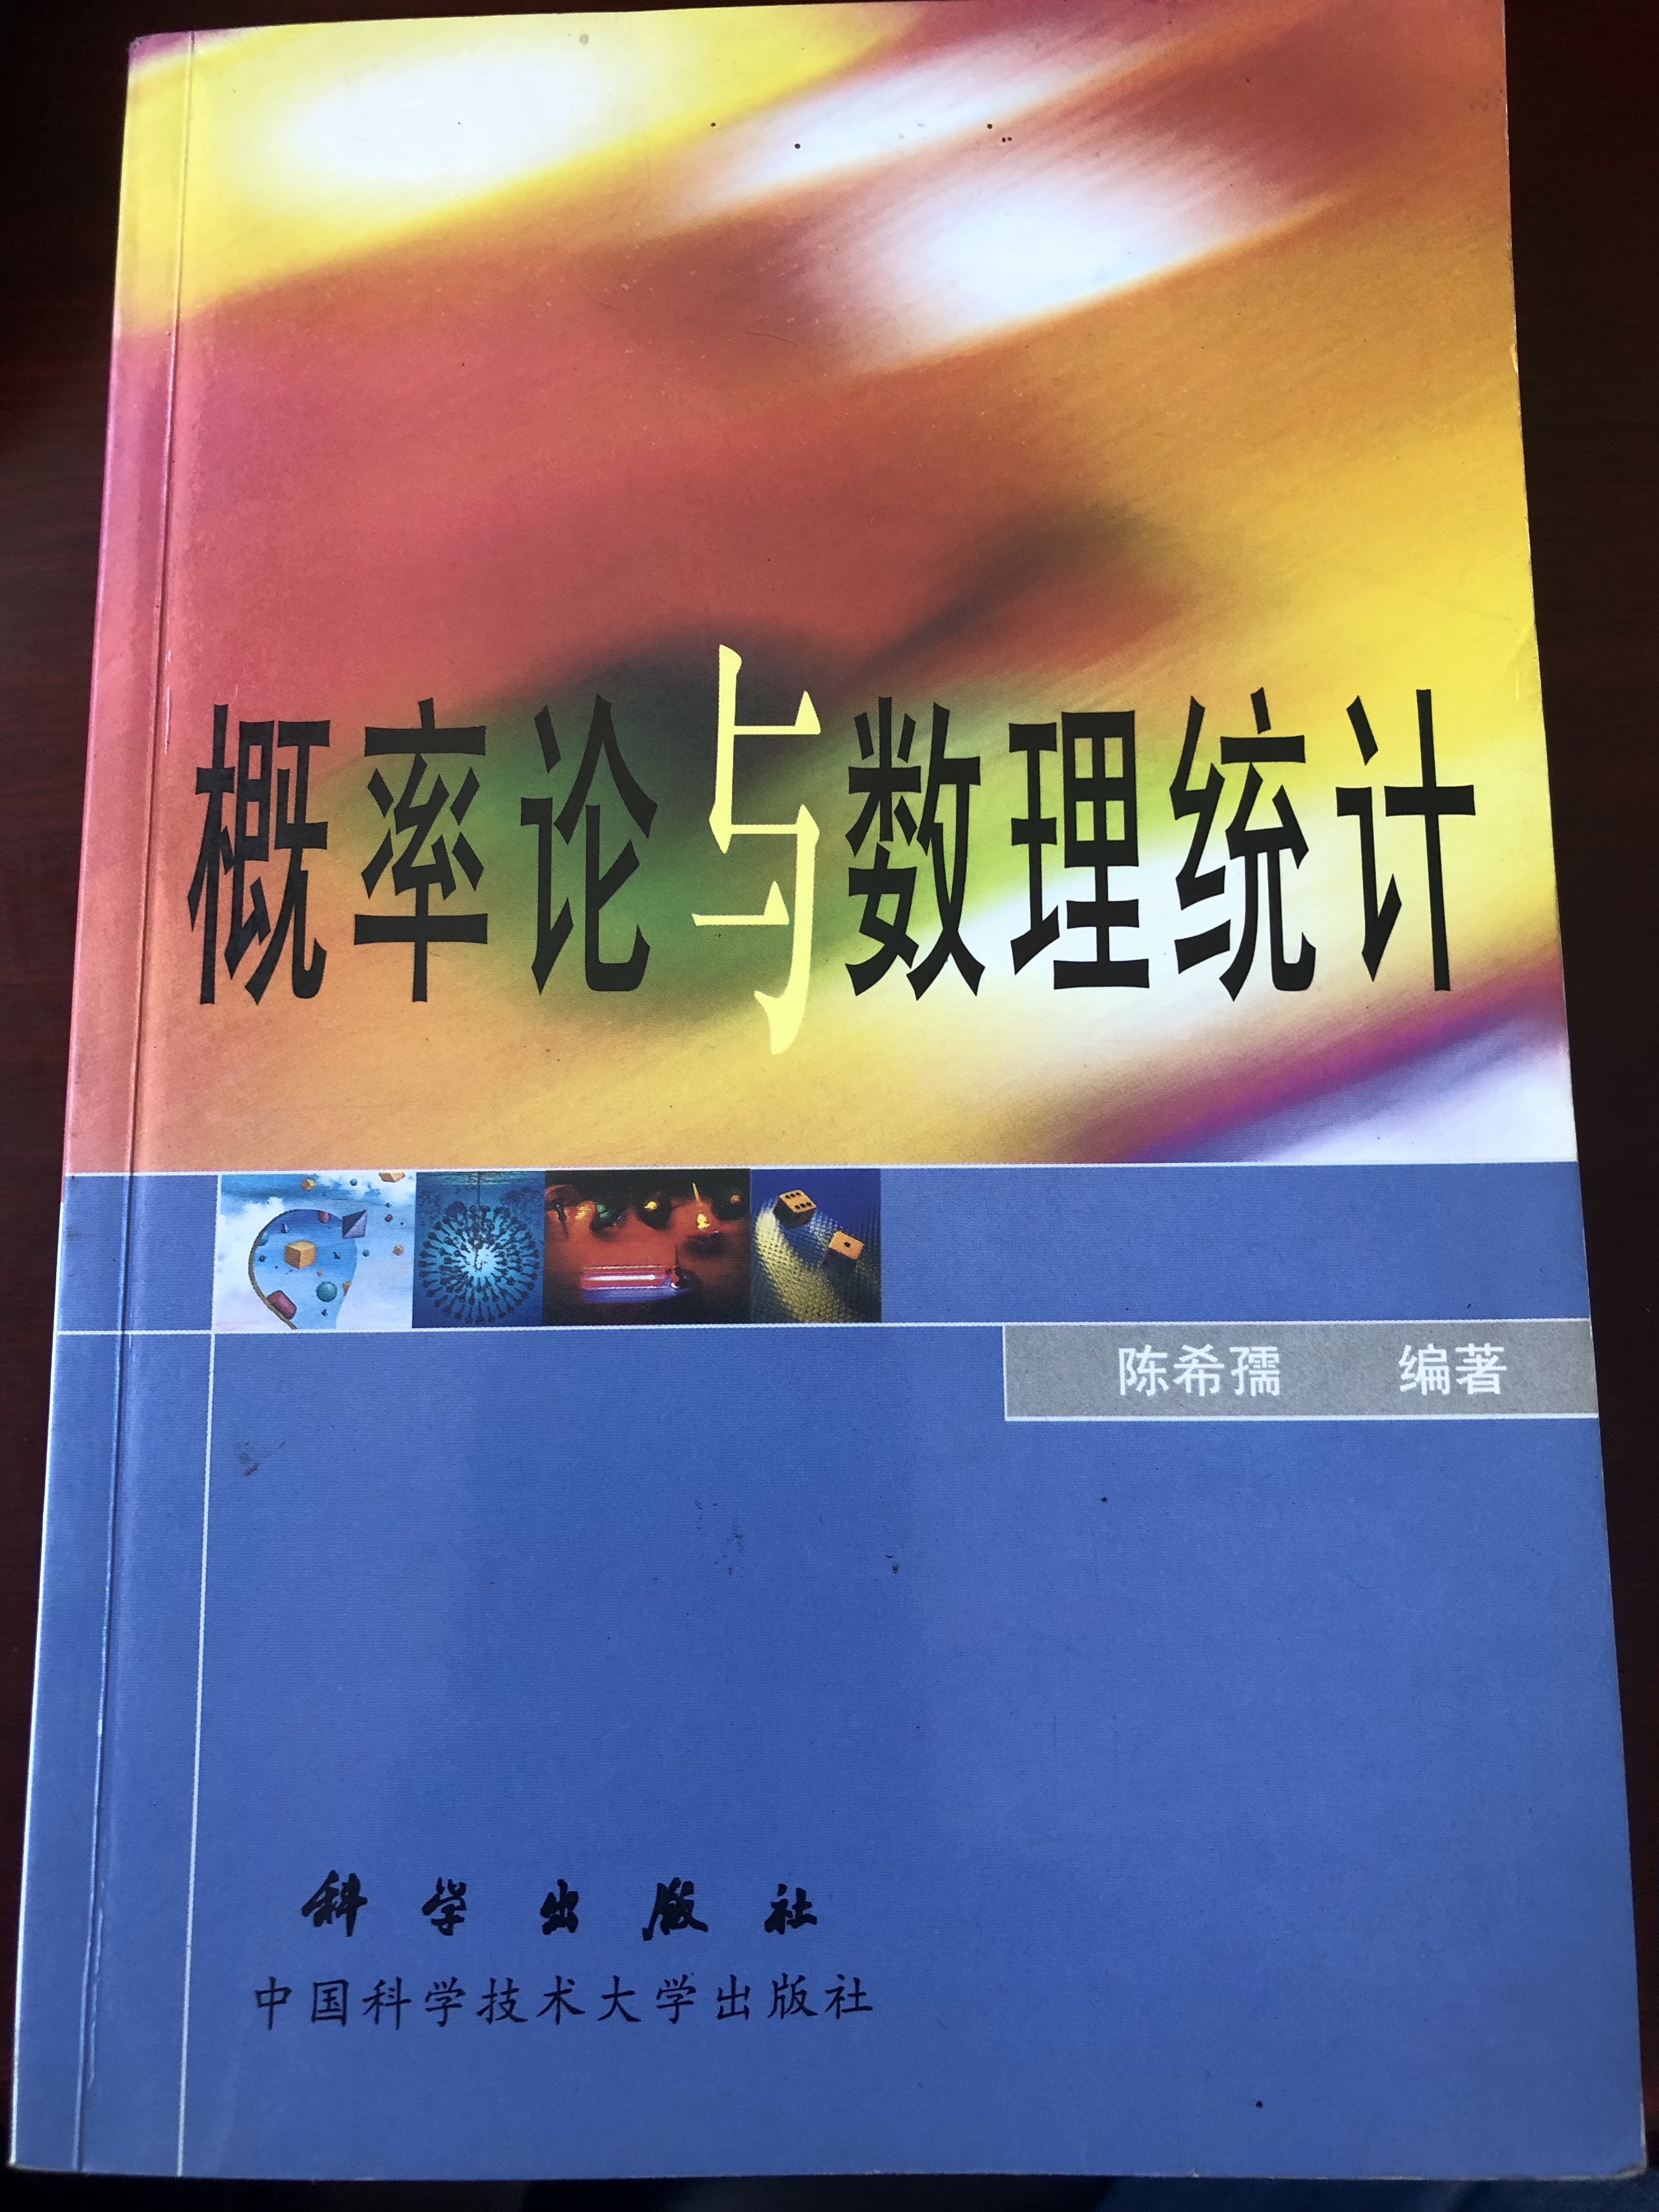 概率论与数理统计
陈希孺 编著
科学出版社
中国科学技术大学出版社